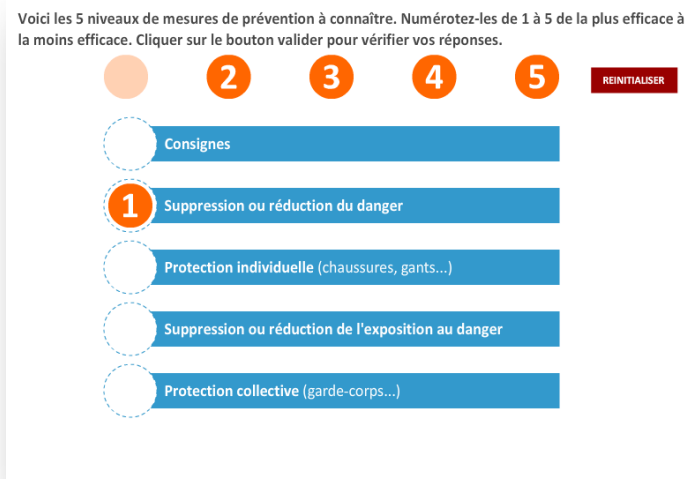 Voici les 5 niveaux de mesures de prévention à connaître. Numérotez-les de 1 à 5 de la plus efficace à
la moins efficace. Cliquer sur le bouton valider pour vérifier vos réponses.
2 3 4 5 REINITIALISER
Consignes
1 Suppression ou réduction du danger
Protection individuelle (chaussures, gants...)
Suppression ou réduction de l'exposition au danger
Protection collective (garde-corps...)